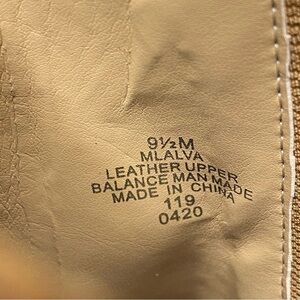 9½M
MLALVA
LEATHER UPPER
BALANCE MAN MADE
MADE IN CHINA
119
0420